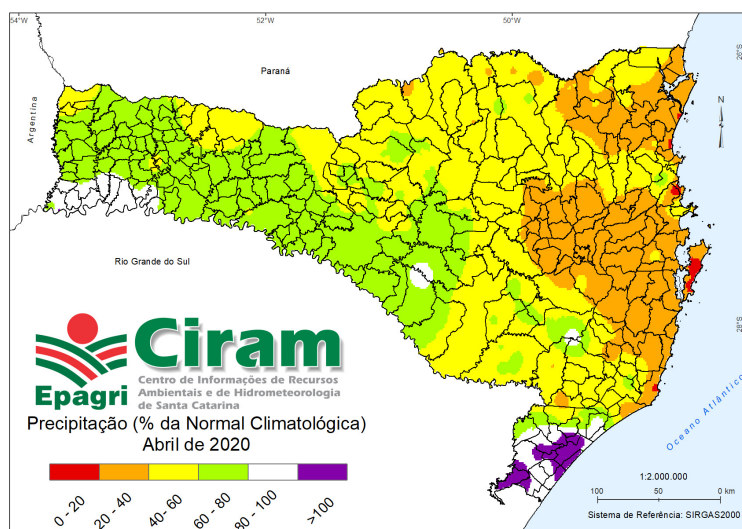 54°W
52°W
50°W
26°S
Paraná
Argentina
N
Rio Grande do Sul
28°S
Ciram
Epagri
Centro de Informações de Recursos
Ambientais e de Hidrometeorologia
de Santa Catarina
Precipitação (% da Normal Climatológica)
Abril de 2020
0 - 20
20 - 40
40- 60
60 - 80
80 - 100
>100
Oceano Atlântico
1:2.000.000
100 50 0 km
Sistema de Referência: SIRGAS2000